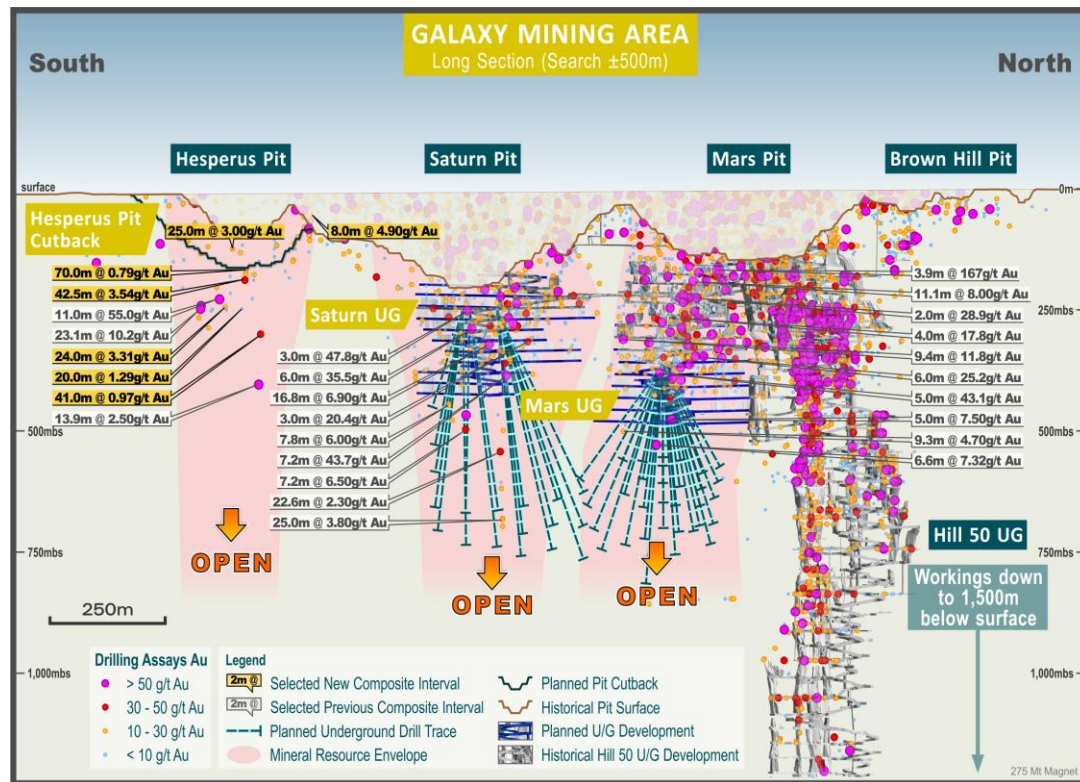 GALAXY MINING AREA
Long Section (Search ±500m)
South
North
Hesperus Pit
Saturn Pit
Mars Pit
Brown Hill Pit
surface
0m
Hesperus Pit
Cutback
25.0m @ 3.00g/t Au
8.0m @ 4.90g/t Au
70.0m @ 0.79g/t Au
42.5m @ 3.54g/t Au
11.0m @ 55.0g/t Au
23.1m @ 10.2g/t Au
24.0m @ 3.31g/t Au
20.0m @ 1.29g/t Au
41.0m @ 0.97g/t Au
13.9m @ 2.50g/t Au
Saturn UG
3.0m @ 47.8g/t Au
6.0m @ 35.5g/t Au
16.8m @ 6.90g/t Au
3.0m @ 20.4g/t Au
7.8m @ 6.00g/t Au
7.2m @ 43.7g/t Au
7.2m @ 6.50g/t Au
22.6m @ 2.30g/t Au
25.0m @ 3.80g/t Au
Mars UG
3.9m @ 167g/t Au
11.1m @ 8.00g/t Au
2.0m @ 28.9g/t Au
4.0m @ 17.8g/t Au
9.4m @ 11.8g/t Au
6.0m @ 25.2g/t Au
5.0m @ 43.1g/t Au
5.0m @ 7.50g/t Au
9.3m @ 4.70g/t Au
6.6m @ 7.32g/t Au
250mbs
500mbs
500mbs
750mbs
750mbs
1,000mbs
1,000mbs
OPEN
OPEN
OPEN
Hill 50 UG
Workings down
to 1,500m
below surface
250m
Drilling Assays Au
> 50 g/t Au
30 - 50 g/t Au
10 - 30 g/t Au
< 10 g/t Au
Legend
2m @
Selected New Composite Interval
2m @
Selected Previous Composite Interval
Planned Underground Drill Trace
Mineral Resource Envelope
Planned Pit Cutback
Historical Pit Surface
Planned U/G Development
Historical Hill 50 U/G Development
275 Mt Magnet
250mbs